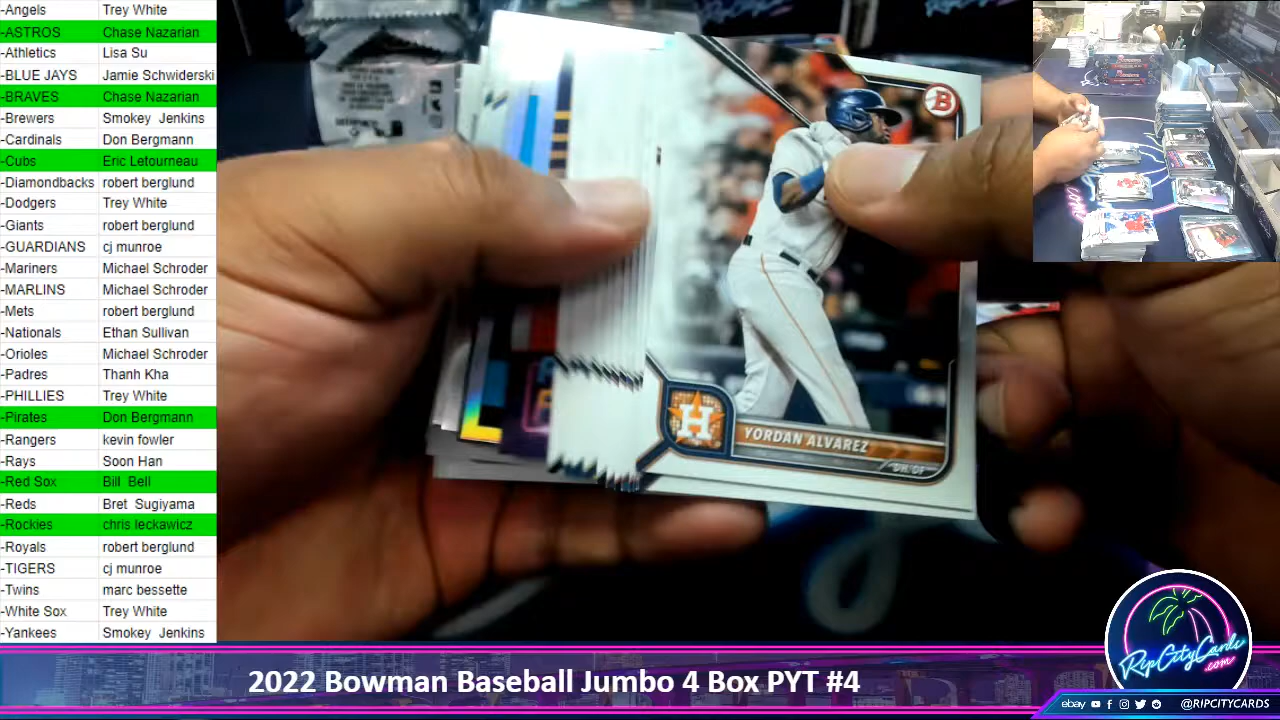 -Angels Trey White
-ASTROS Chase Nazarian
-Athletics Lisa Su
-BLUE JAYS Jamie Schwiderski
-BRAVES Chase Nazarian
-Brewers Smokey Jenkins
-Cardinals Don Bergmann
-Cubs Eric Letourneau
-Diamondbacks robert berglund
-Dodgers Trey White
-Giants robert berglund
-GUARDIANS cj munroe
-Mariners Michael Schroder
-MARLINS Michael Schroder
-Mets robert berglund
-Nationals Ethan Sullivan
-Orioles Michael Schroder
-Padres Thanh Kha
-PHILLIES Trey White
-Pirates Don Bergmann
-Rangers kevin fowler
-Rays Soon Han
-Red Sox Bill Bell
-Reds Bret Sugiyama
-Rockies chris leckawicz
-Royals robert berglund
-TIGERS cj munroe
-Twins marc bessette
-White Sox Trey White
-Yankees Smokey Jenkins
B
H
YORDAN ALVAREZ
DH/OF
2022 Bowman Baseball Jumbo 4 Box PYT #4
RipCityCards
.com
ebay @RIPCITYCARDS